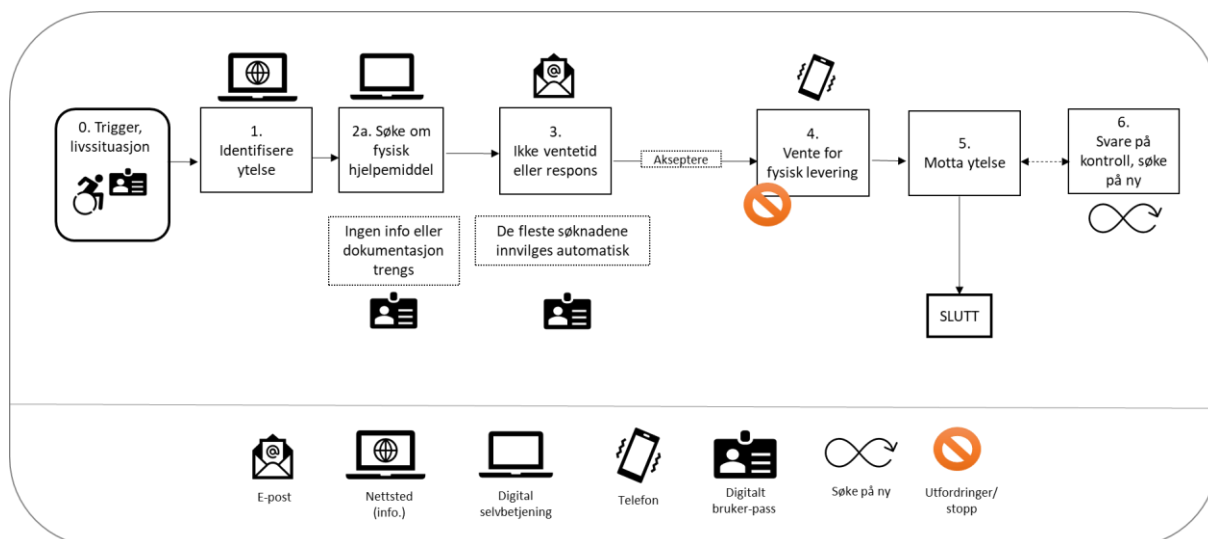 0. Trigger,
livssituasjon
1.
Identifisere
ytelse
2a. Søke om
fysisk
hjelpemiddel
3.
Ikke ventetid
eller respons
Akseptere
4.
Vente for
fysisk levering
5.
Motta ytelse
6.
Svare på
kontroll, søke
på ny
Ingen info eller
dokumentasjon
trengs
De fleste søknadene
innvilges automatisk
SLUTT
E-post
Nettsted
(info.)
Digital
selvbetjening
Telefon
Digitalt
bruker-pass
Søke på ny
Utfordringer/
stopp